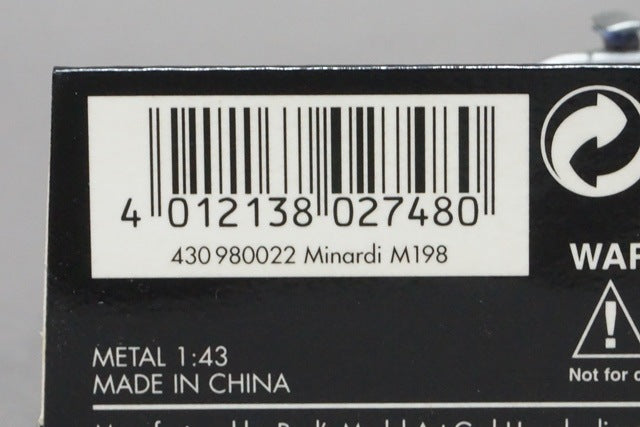 4 012138 027480
430 980022 Minardi M198
WAR
METAL 1:43
MADE IN CHINA
Not for c